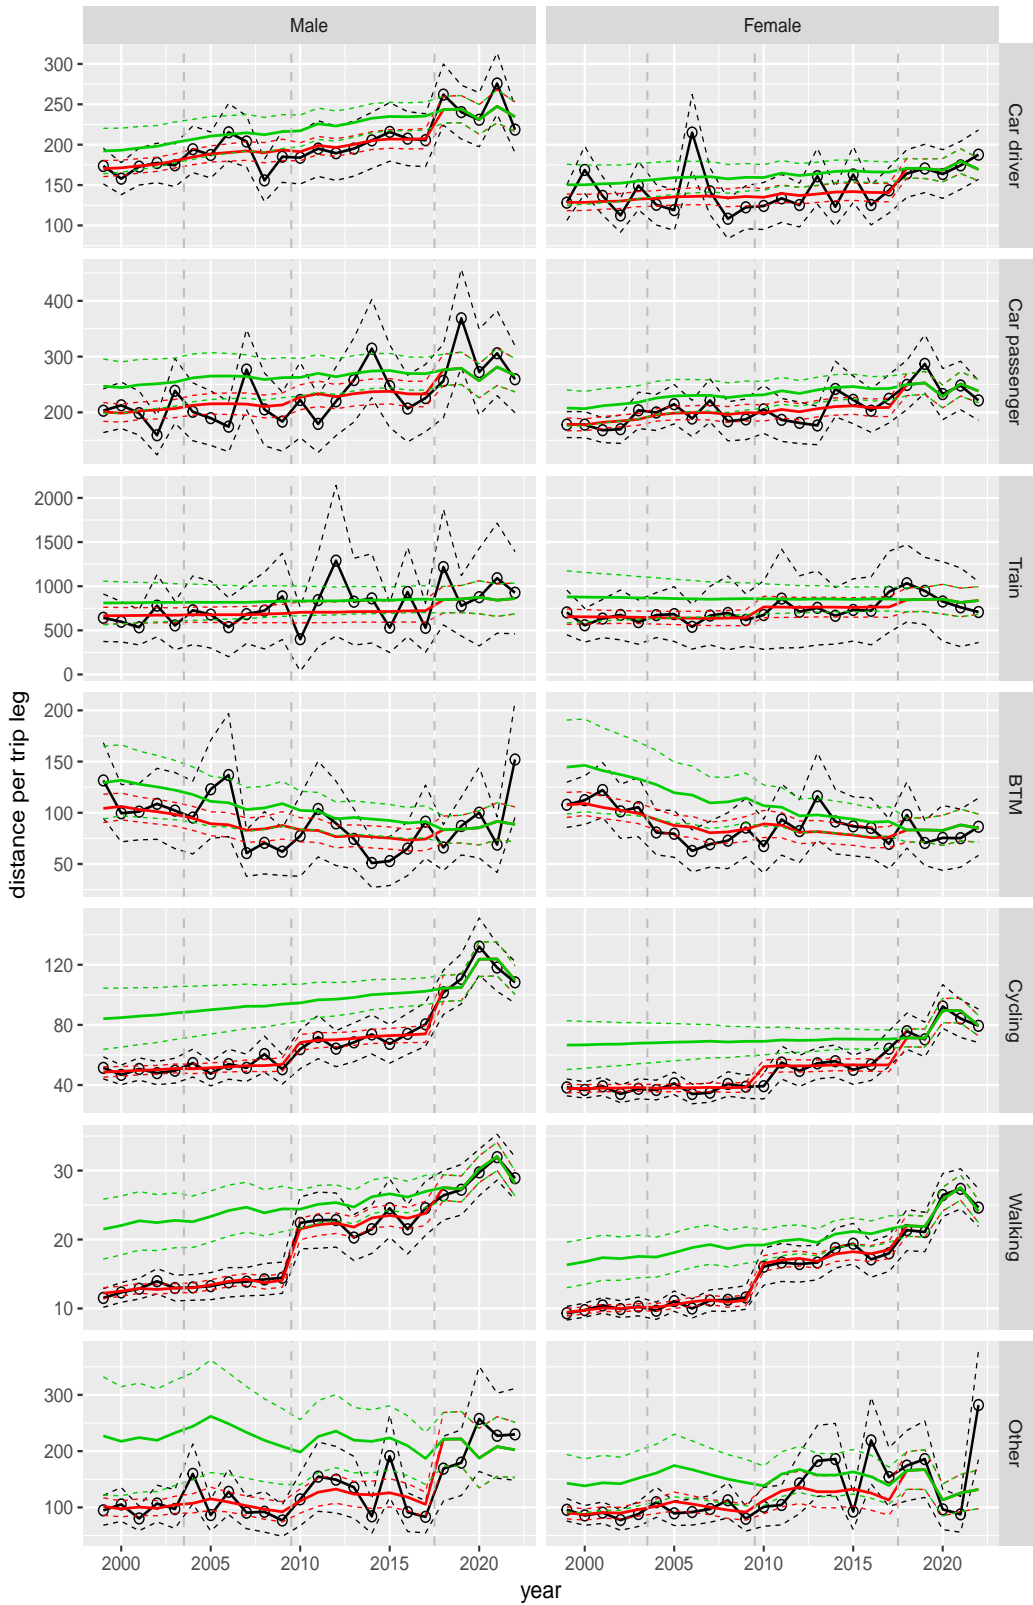 Male Female
300
250
200
150
100
Car driver
400
300
200
Car passenger
2000
1500
1000
500
0
Train
200
150
100
50
BTM
120
80
40
Cycling
30
20
10
Walking
300
200
100
Other
distance per trip leg
2000 2005 2010 2015 2020 2000 2005 2010 2015 2020
year